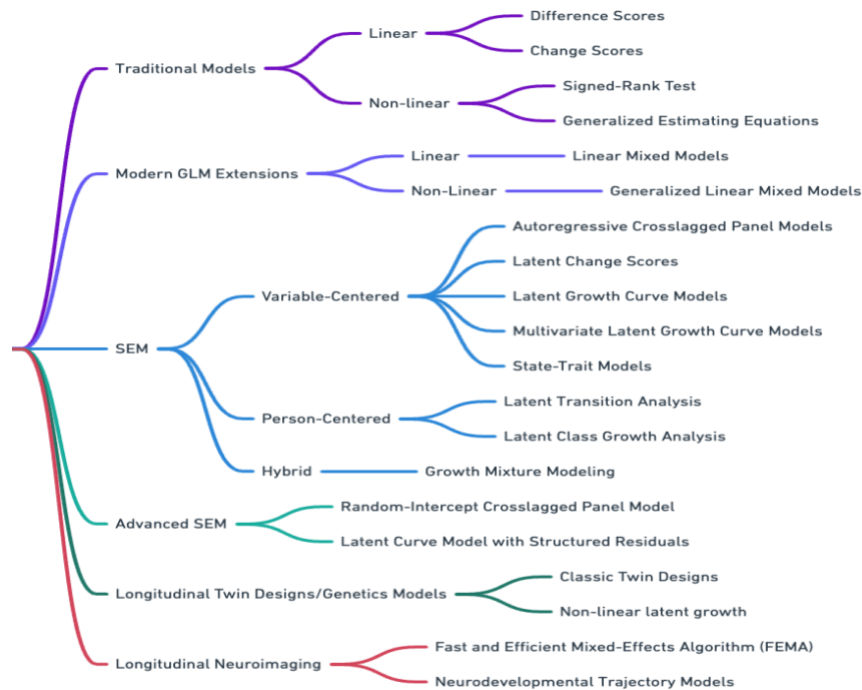 Difference Scores
Linear
Change Scores
Traditional Models
Signed-Rank Test
Non-linear
Generalized Estimating Equations
Linear
Linear Mixed Models
Modern GLM Extensions
Non-Linear
Generalized Linear Mixed Models
Autoregressive Crosslagged Panel Models
Latent Change Scores
Variable-Centered
Latent Growth Curve Models
Multivariate Latent Growth Curve Models
State-Trait Models
SEM
Latent Transition Analysis
Person-Centered
Latent Class Growth Analysis
Hybrid
Growth Mixture Modeling
Random-Intercept Crosslagged Panel Model
Advanced SEM
Latent Curve Model with Structured Residuals
Classic Twin Designs
Longitudinal Twin Designs/Genetics Models
Non-linear latent growth
Fast and Efficient Mixed-Effects Algorithm (FEMA)
Longitudinal Neuroimaging
Neurodevelopmental Trajectory Models